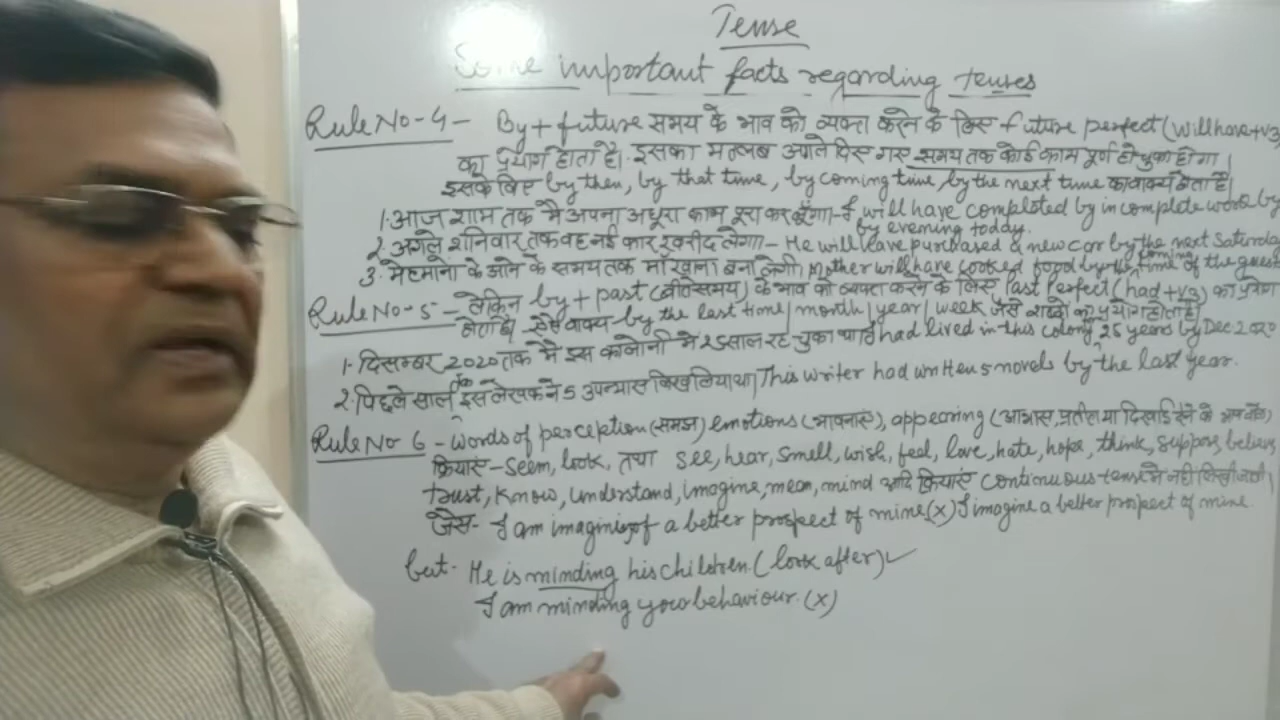 Tense
Some important facts regarding tenses
Rule No-4- By + future समय के भाव को व्यक्त करने के लिए future perfect (will have + v3)
का प्रयोग होता है। इसका मतलब अगले दिए गए समय तक कोई काम पूर्ण हो चुका होगा।
इसके लिए by then, by that time, by coming time, by the next time का वाक्य होता है।
1. आज शाम तक मैं अपना अधूरा काम पूरा कर लूँगा- I will have completed by incomplete work by
by evening today.
2. अगले शनिवार तक वह नई कार खरीद लेगा- He will have purchased a new car by the next Saturday
3. मेहमानों के आने के समय तक माँ खाना बना लेगी। Mother will have cooked food by the coming time of the guest
Rule No-5- लेकिन by + past (बीते समय) के भाव को व्यक्त करने के लिए Past Perfect (had + v3) का प्रयोग
होता है। ऐसे वाक्य by the last time/month/year/week जैसे शब्दों का प्रयोग होता है।
1. दिसम्बर 2020 तक मैं इस कालोनी में 25 साल रह चुका था। I had lived in this colony 25 years by Dec. 2020
2. पिछले साल तक इस लेखक ने 5 उपन्यास लिख लिया था। This writer had written 5 novels by the last year.
Rule No 6 - Words of perception (समझ) emotions (भावनाएं), appearing (आभास, प्रतीत या दिखाई देने के
क्रियाएं- Seem, look, तथा see, hear, smell, wish, feel, love, hate, hope, think, suppose, believe,
trust, know, understand, imagine, mean, mind आदि क्रियाएं continuous tense में नहीं लिखी जाती।
जैसे- I am imagining of a better prospect of mine (x) I imagine a better prospect of mine.
but- He is minding his children. (look after) ✓
I am minding your behaviour. (x)